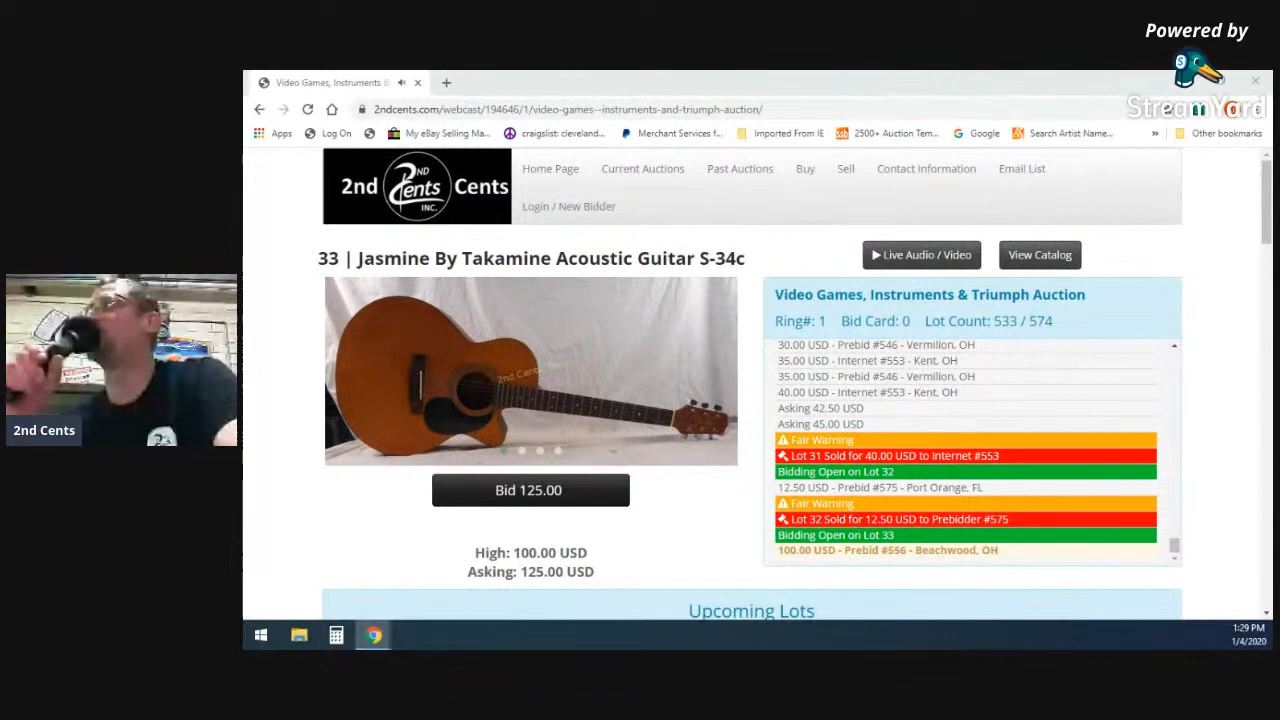 Powered by
StreamYard
Video Games, Instruments &
2ndcents.com/webcast/194646/1/video-games--instruments-and-triumph-auction/
Apps
Log On
My eBay Selling Ma...
craigslist: cleveland...
Merchant Services f...
Imported From IE
2500+ Auction Tem...
Google
Search Artist Name...
»
Other bookmarks
2nd
2ND
Cents
INC.
Cents
Home Page
Current Auctions
Past Auctions
Buy
Sell
Contact Information
Email List
Login / New Bidder
33 | Jasmine By Takamine Acoustic Guitar S-34c
Live Audio / Video
View Catalog
2nd Cents
Bid 125.00
High: 100.00 USD
Asking: 125.00 USD
Video Games, Instruments & Triumph Auction
Ring#: 1 Bid Card: 0 Lot Count: 533 / 574
30.00 USD - Prebid #546 - Vermilion, OH
35.00 USD - Internet #553 - Kent, OH
35.00 USD - Prebid #546 - Vermilion, OH
40.00 USD - Internet #553 - Kent, OH
Asking 42.50 USD
Asking 45.00 USD
Fair Warning
Lot 31 Sold for 40.00 USD to Internet #553
Bidding Open on Lot 32
12.50 USD - Prebid #575 - Port Orange, FL
Fair Warning
Lot 32 Sold for 12.50 USD to Prebidder #575
Bidding Open on Lot 33
100.00 USD - Prebid #556 - Beachwood, OH
Upcoming Lots
2nd Cents
1:29 PM
1/4/2020